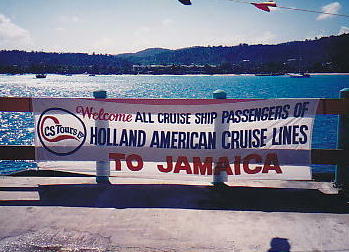 CS Tours
Welcome ALL CRUISE SHIP PASSENGERS OF
HOLLAND AMERICAN CRUISE LINES
TO JAMAICA